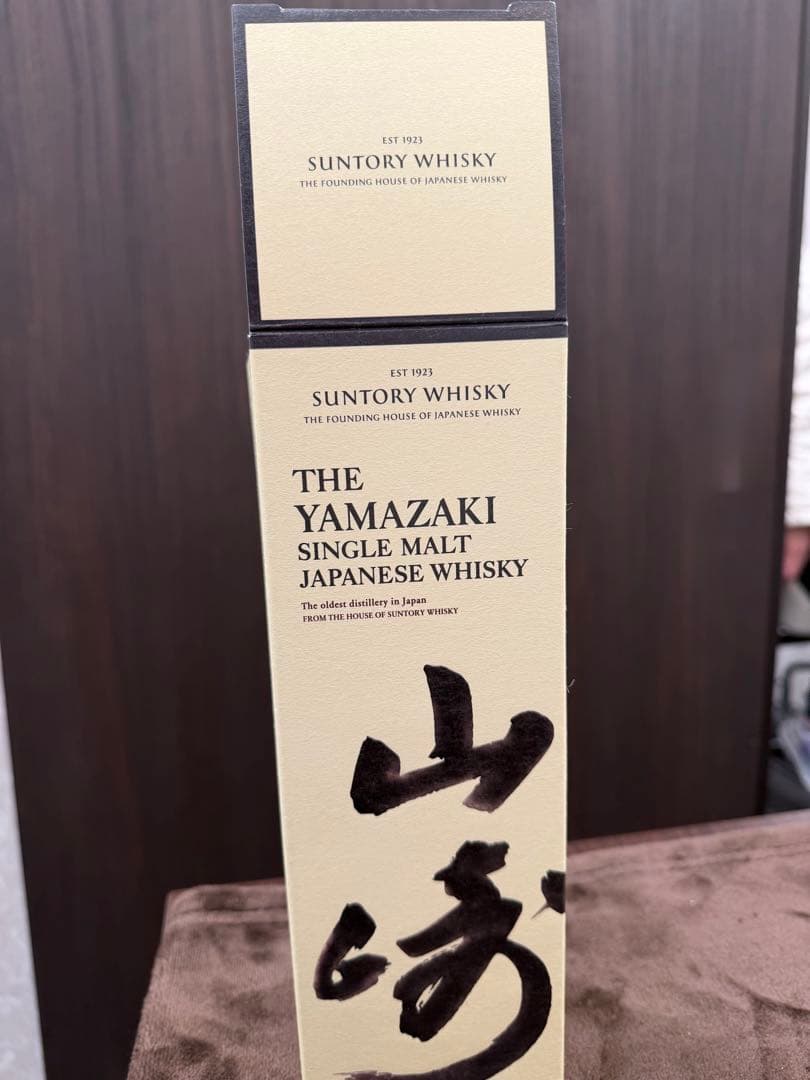 EST 1923
SUNTORY WHISKY
THE FOUNDING HOUSE OF JAPANESE WHISKY
EST 1923
SUNTORY WHISKY
THE FOUNDING HOUSE OF JAPANESE WHISKY
THE
YAMAZAKI
SINGLE MALT
JAPANESE WHISKY
The oldest distillery in Japan
FROM THE HOUSE OF SUNTORY WHISKY
山
崎